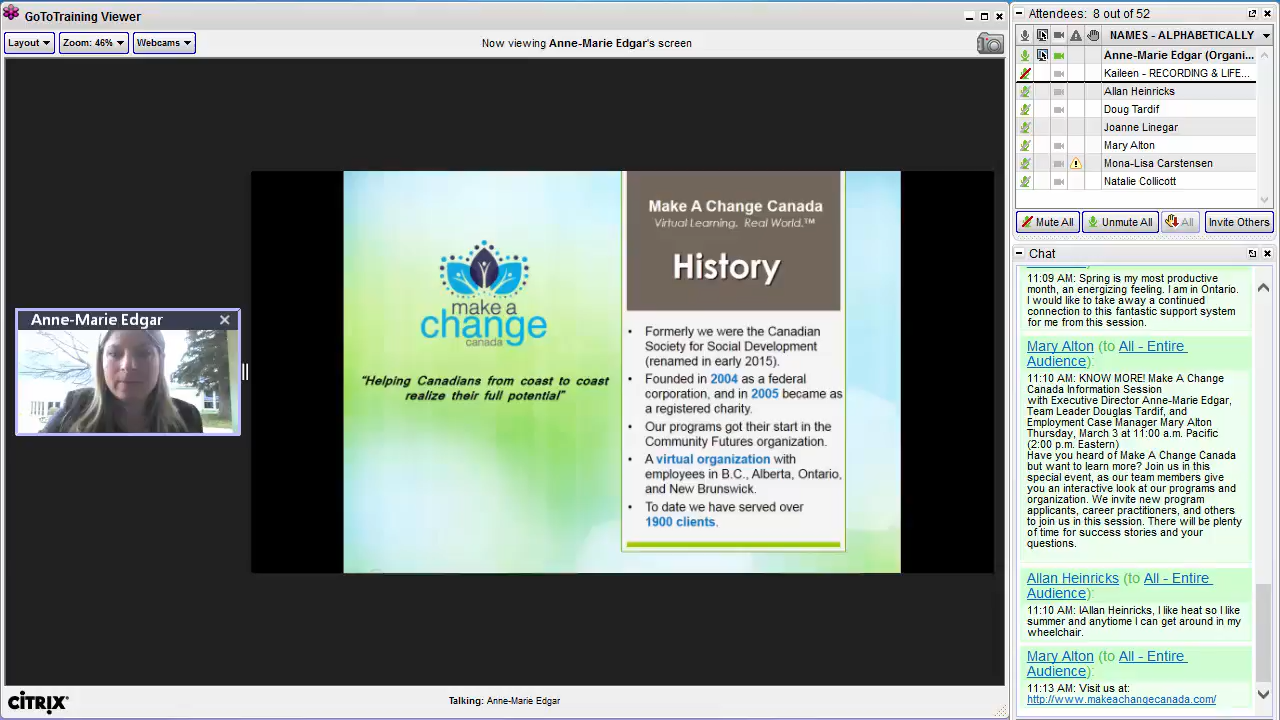 GoToTraining Viewer
Layout
Zoom: 46%
Webcams
Now viewing Anne-Marie Edgar's screen
Anne-Marie Edgar
make a
change
canada
"Helping Canadians from coast to coast
realize their full potential"
Make A Change Canada
Virtual Learning. Real World.™
History
• Formerly we were the Canadian
Society for Social Development
(renamed in early 2015).
• Founded in 2004 as a federal
corporation, and in 2005 became as
a registered charity.
• Our programs got their start in the
Community Futures organization.
• A virtual organization with
employees in B.C., Alberta, Ontario,
and New Brunswick.
• To date we have served over
1900 clients.
CITRIX
Talking: Anne-Marie Edgar
Attendees: 8 out of 52
NAMES - ALPHABETICALLY
Anne-Marie Edgar (Organi...
Kaileen - RECORDING & LIFE...
Allan Heinricks
Doug Tardif
Joanne Linegar
Mary Alton
Mona-Lisa Carstensen
Natalie Collicott
Mute All
Unmute All
All
Invite Others
Chat
11:09 AM: Spring is my most productive
month, an energizing feeling. I am in Ontario.
I would like to take away a continued
connection to this fantastic support system
for me from this session.
Mary Alton (to All - Entire
Audience):
11:10 AM: KNOW MORE! Make A Change
Canada Information Session
with Executive Director Anne-Marie Edgar,
Team Leader Douglas Tardif, and
Employment Case Manager Mary Alton
Thursday, March 3 at 11:00 a.m. Pacific
(2:00 p.m. Eastern)
Have you heard of Make A Change Canada
but want to learn more? Join us in this
special event, as our team members give
you an interactive look at our programs and
organization. We invite new program
applicants, career practitioners, and others
to join us in this session. There will be plenty
of time for success stories and your
questions.
Allan Heinricks (to All - Entire
Audience):
11:10 AM: IAllan Heinricks, I like heat so I like
summer and anytiome I can get around in my
wheelchair.
Mary Alton (to All - Entire
Audience):
11:13 AM: Visit us at:
http://www.makeachangecanada.com/